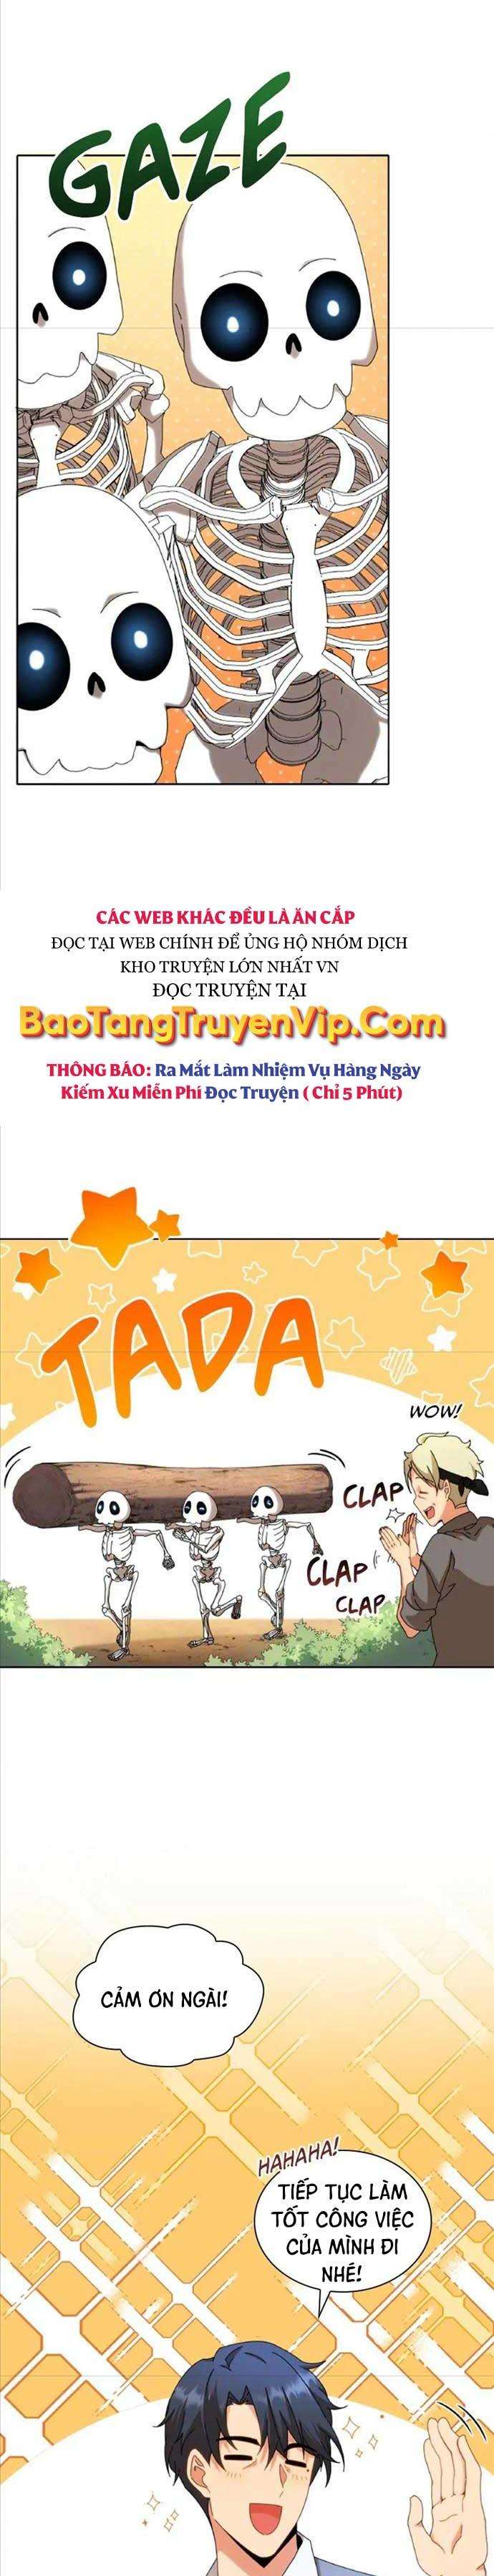 GAZE
CÁC WEB KHÁC ĐỀU LÀ ĂN CẮP
ĐỌC TẠI WEB CHÍNH ĐỂ ỦNG HỘ NHÓM DỊCH
KHO TRUYỆN LỚN NHẤT VN
ĐỌC TRUYỆN TẠI
BaoTangTruyenVip.Com
THÔNG BÁO: Ra Mắt Làm Nhiệm Vụ Hàng Ngày
Kiếm Xu Miễn Phí Đọc Truyện ( Chỉ 5 Phút)
TADA
WOW!
CLAP
CLAP
CLAP
CẢM ƠN NGÀI!
HAHAHA!
TIẾP TỤC LÀM
TỐT CÔNG VIỆC
CỦA MÌNH ĐI
NHÉ!